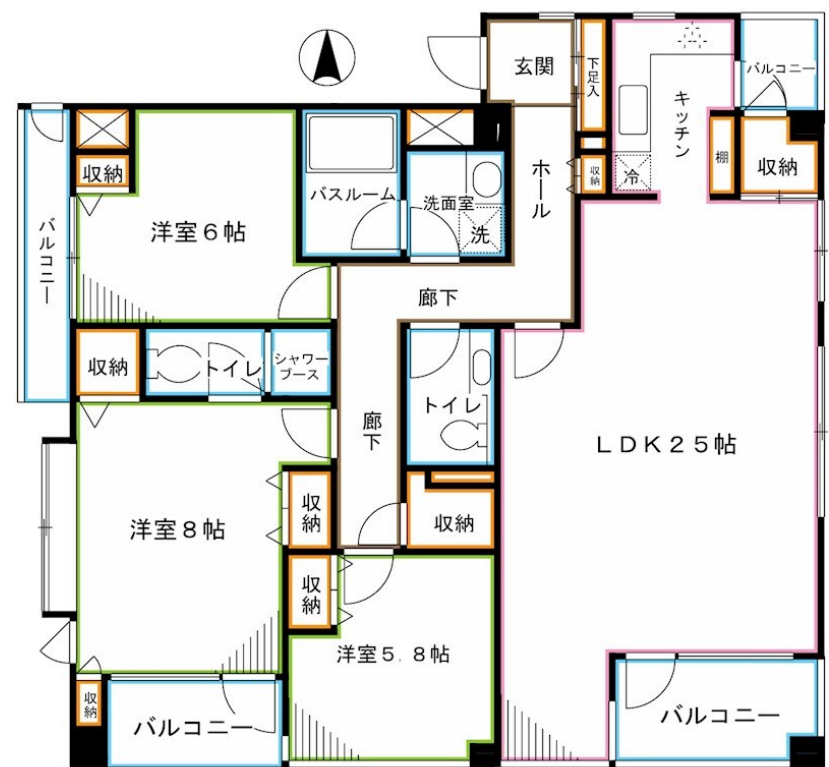 玄関
下足入
キッチン
バルコニー
収納
バスルーム
洗面室
洗
ホール
収納
冷
棚
収納
バルコニー
洋室6帖
廊下
収納
トイレ
シャワー
ブース
トイレ
廊下
LDK25帖
洋室8帖
収納
収納
収納
洋室5.8帖
収納
バルコニー
バルコニー